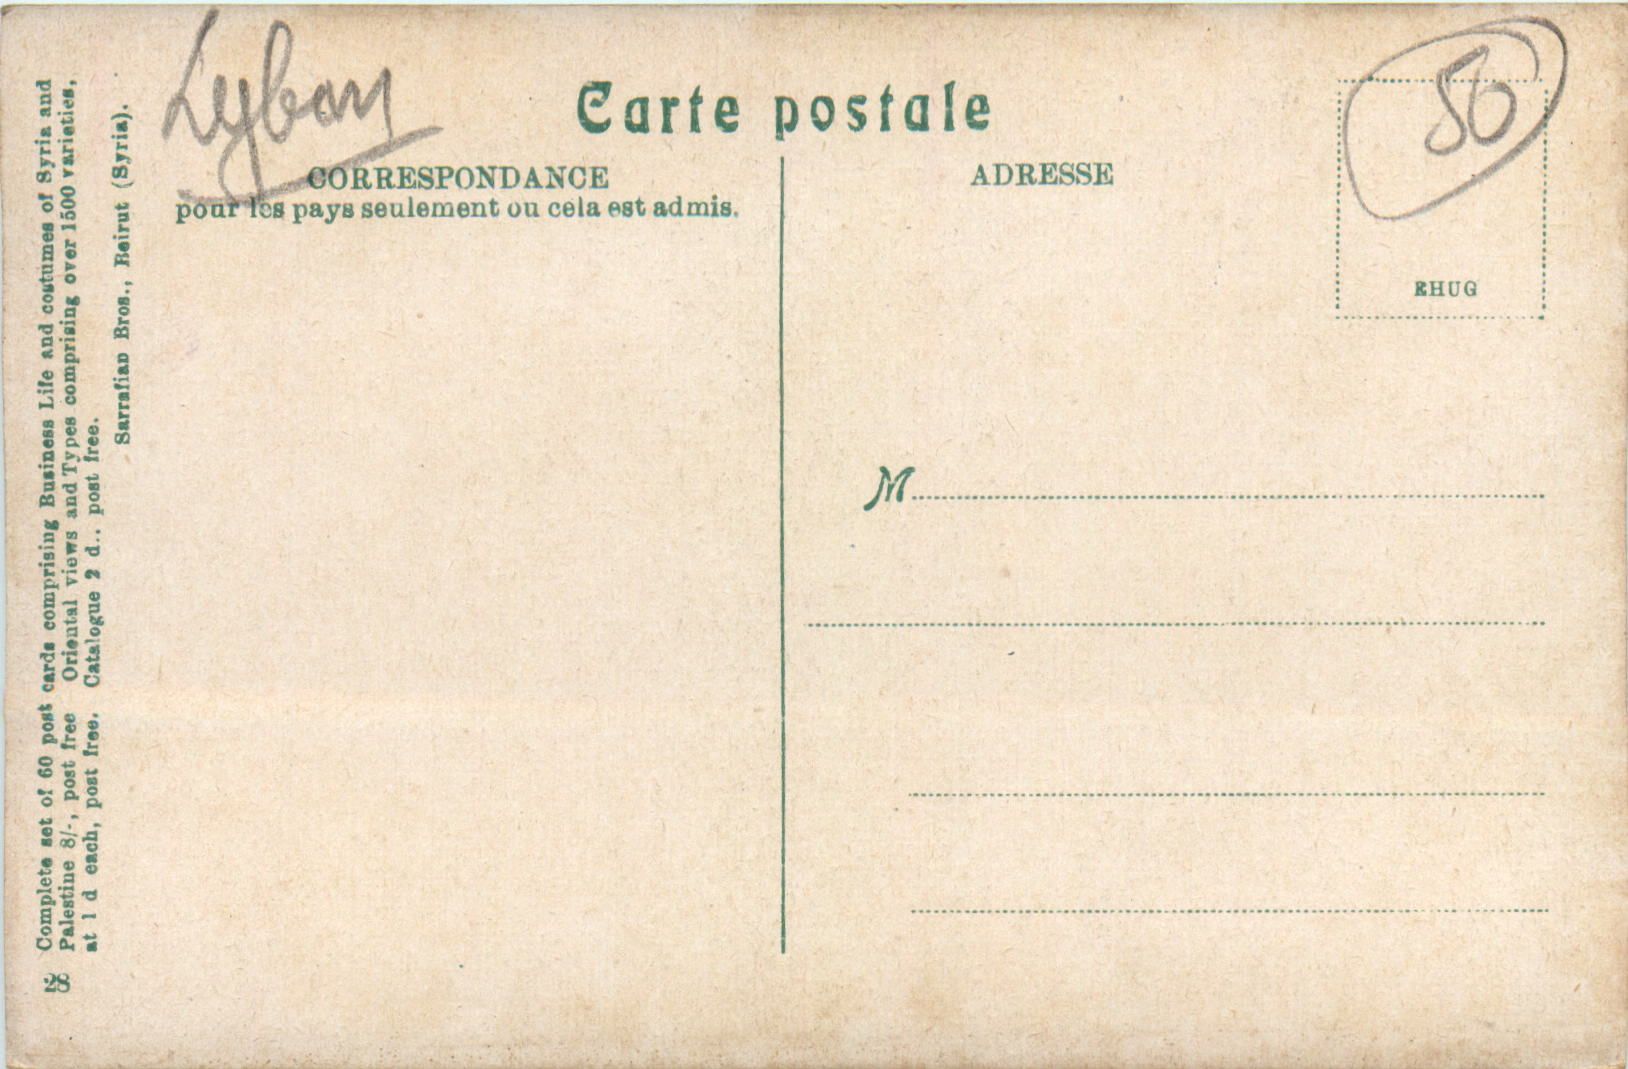 Lyban
Carte postale
50
CORRESPONDANCE
pour les pays seulement ou cela est admis.
ADRESSE
EHUG
M
Complete set of 60 post cards comprising Business Life and costumes of Syria and
Palestine 8/-, post free Oriental views and Types comprising over 1500 varieties,
at 1 d each, post free. Catalogue 2 d.. post free.
Sarrafian Bros., Beirut (Syria).
28